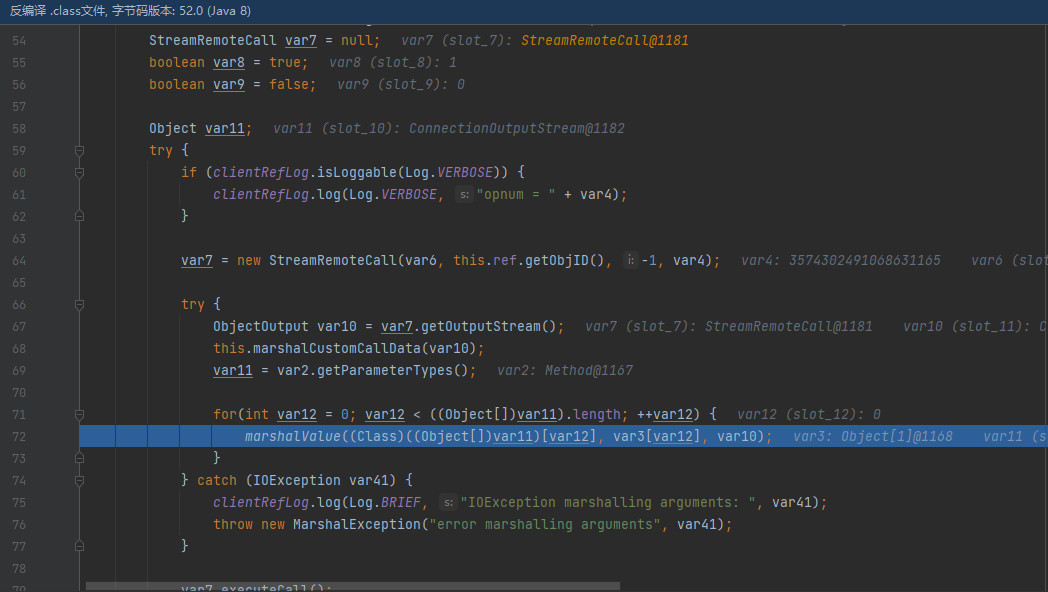 反编译 .class文件, 字节码版本: 52.0 (Java 8)
54 StreamRemoteCall var7 = null; var7 (slot_7): StreamRemoteCall@1181
55 boolean var8 = true; var8 (slot_8): 1
56 boolean var9 = false; var9 (slot_9): 0
57
58 Object var11; var11 (slot_10): ConnectionOutputStream@1182
59 try {
60 if (clientRefLog.isLoggable(Log.VERBOSE)) {
61 clientRefLog.log(Log.VERBOSE, s: "opnum = " + var4);
62 }
63
64 var7 = new StreamRemoteCall(var6, this.ref.getObjID(), i: -1, var4); var4: 3574302491068631165 var6 (slot
65
66 try {
67 ObjectOutput var10 = var7.getOutputStream(); var7 (slot_7): StreamRemoteCall@1181 var10 (slot_11): C
68 this.marshalCustomCallData(var10);
69 var11 = var2.getParameterTypes(); var2: Method@1167
70
71 for(int var12 = 0; var12 < ((Object[])var11).length; ++var12) { var12 (slot_12): 0
72 marshalValue((Class)((Object[])var11)[var12], var3[var12], var10); var3: Object[1]@1168 var11 (s
73 }
74 } catch (IOException var41) {
75 clientRefLog.log(Log.BRIEF, s: "IOException marshalling arguments: ", var41);
76 throw new MarshalException("error marshalling arguments", var41);
77 }
78
79 var7.executeCall();